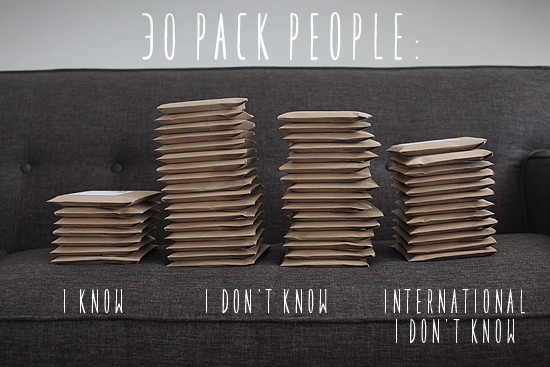 30 PACK PEOPLE:
I KNOW
I DON'T KNOW
INTERNATIONAL
I DON'T KNOW